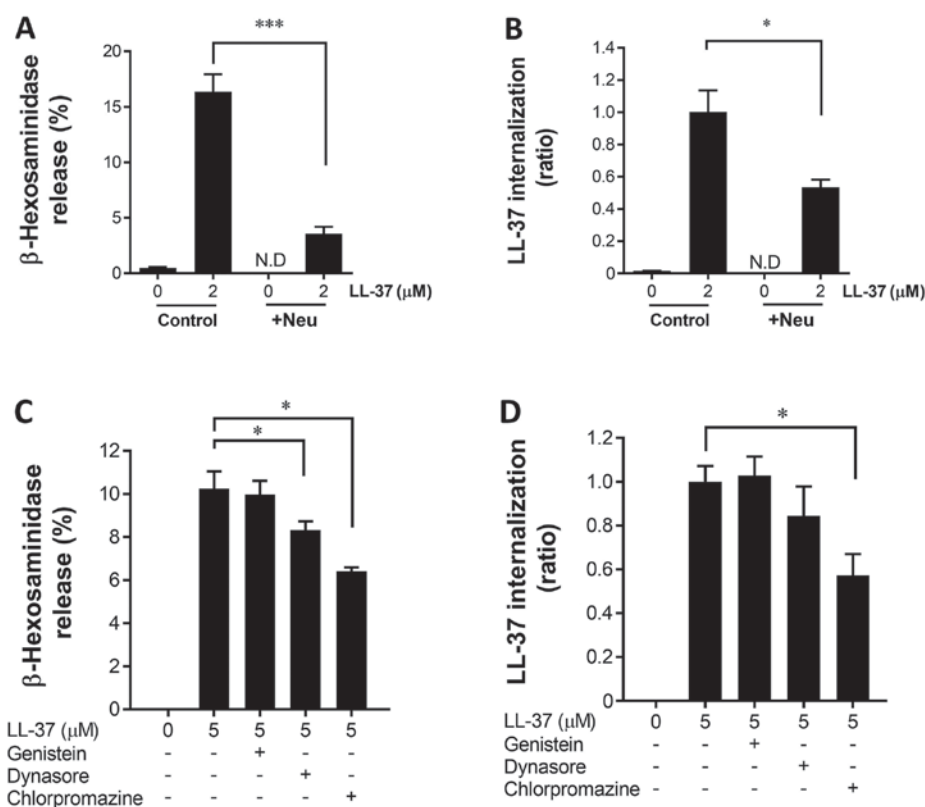 A
β-Hexosaminidase
release (%)
20
15
10
5
0
***
N.D
0 2 0 2 LL-37 (μM)
Control +Neu
B
LL-37 internalization
(ratio)
1.4
1.2
1.0
0.8
0.6
0.4
0.2
0
*
N.D
0 2 0 2 LL-37 (μM)
Control +Neu
C
β-Hexosaminidase
release (%)
12
10
8
6
4
2
0
*
*
LL-37 (μM) 0 5 5 5 5
Genistein - - + - -
Dynasore - - - + -
Chlorpromazine - - - - +
D
LL-37 internalization
(ratio)
1.2
1.0
0.8
0.6
0.4
0.2
0
*
LL-37 (μM) 0 5 5 5 5
Genistein - - + - -
Dynasore - - - + -
Chlorpromazine - - - - +